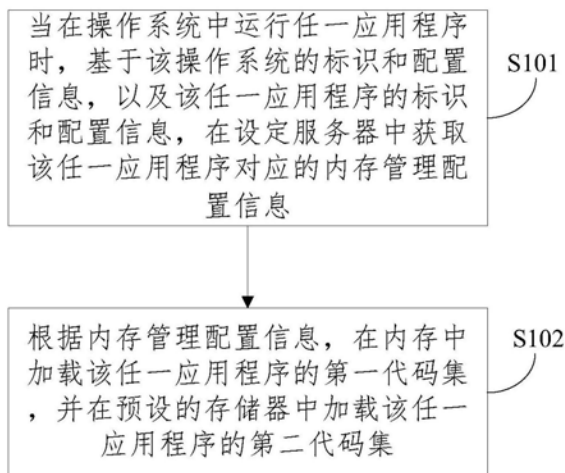 当在操作系统中运行任一应用程序
时，基于该操作系统的标识和配置
信息，以及该任一应用程序的标识
和配置信息，在设定服务器中获取
该任一应用程序对应的内存管理配
置信息
S101
根据内存管理配置信息，在内存中
加载该任一应用程序的第一代码集
，并在预设的存储器中加载该任一
应用程序的第二代码集
S102